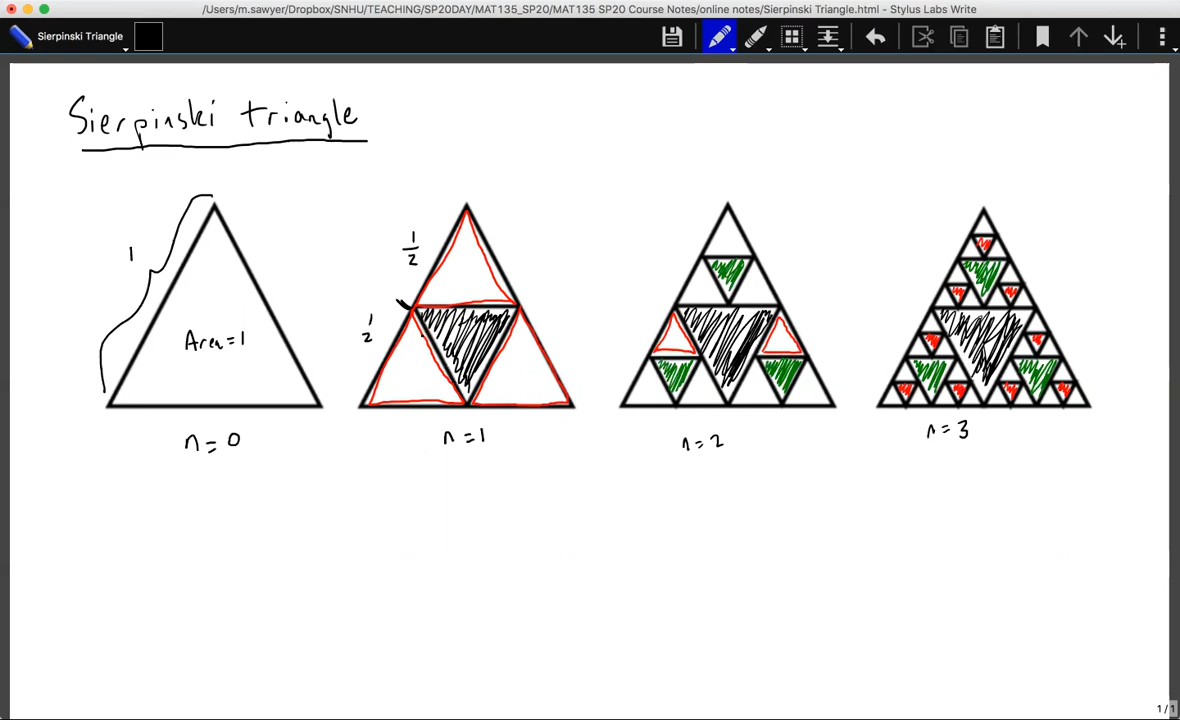 /Users/m.sawyer/Dropbox/SNHU/TEACHING/SP20DAY/MAT135_SP20/MAT135 SP20 Course Notes/online notes/Sierpinski Triangle.html - Stylus Labs Write
Sierpinski Triangle
Sierpinski triangle
1
Area=1
n=0
1/2
1/2
n=1
n=2
n=3
1/1